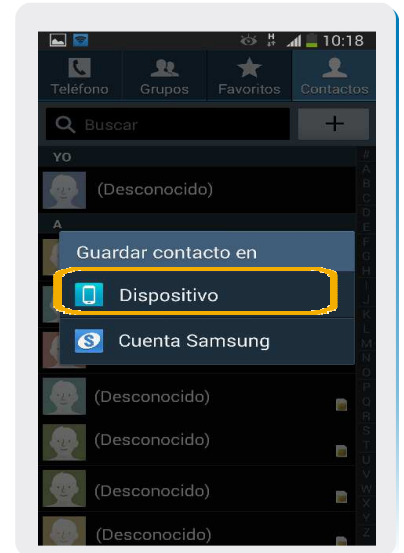 H
10:18
Teléfono Grupos Favoritos Contactos
Buscar +
YO
#
A
B
C
D
E
F
G
H
I
J
K
L
M
N
O
P
Q
R
S
T
U
V
W
X
Y
Z
(Desconocido)
A
Guardar contacto en
Dispositivo
S Cuenta Samsung
(Desconocido)
(Desconocido)
(Desconocido)
(Desconocido)